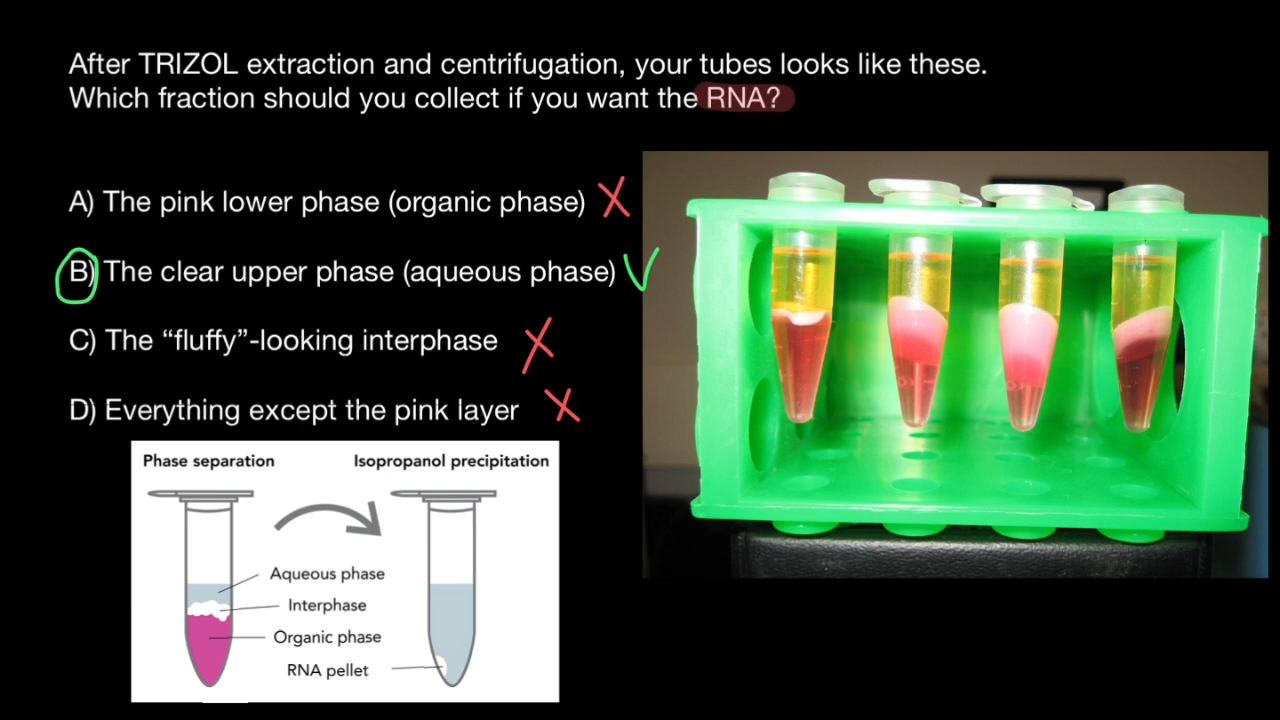 After TRIZOL extraction and centrifugation, your tubes looks like these.
Which fraction should you collect if you want the RNA?
A) The pink lower phase (organic phase)
B) The clear upper phase (aqueous phase)
C) The “fluffy”-looking interphase
D) Everything except the pink layer
Phase separation
Isopropanol precipitation
Aqueous phase
Interphase
Organic phase
RNA pellet